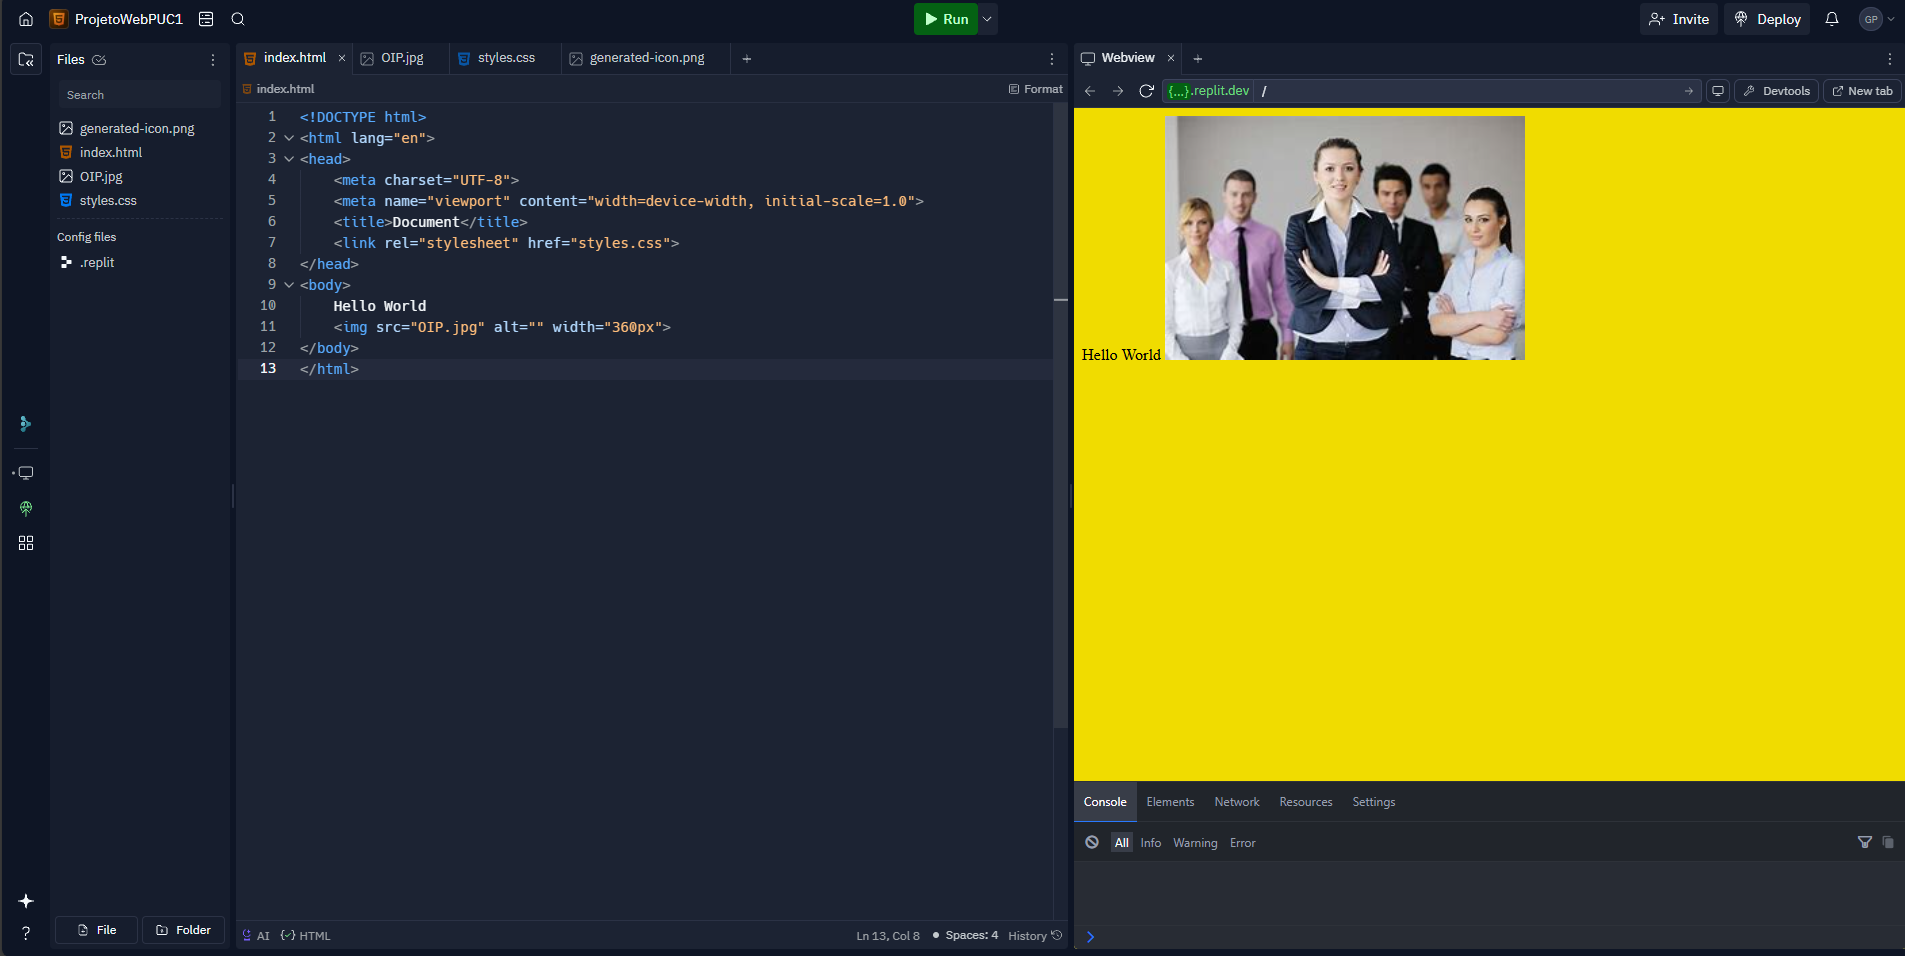 ProjetoWebPUC1
Run
Invite
Deploy
GP
Files
Search
generated-icon.png
index.html
OIP.jpg
styles.css
Config files
.replit
File
Folder
index.html
OIP.jpg
styles.css
generated-icon.png
index.html
Format
1 <!DOCTYPE html>
2 <html lang="en">
3 <head>
4 <meta charset="UTF-8">
5 <meta name="viewport" content="width=device-width, initial-scale=1.0">
6 <title>Document</title>
7 <link rel="stylesheet" href="styles.css">
8 </head>
9 <body>
10 Hello World
11 <img src="OIP.jpg" alt="" width="360px">
12 </body>
13 </html>
AI
HTML
Ln 13, Col 8
Spaces: 4
History
Webview
{...}.replit.dev /
Devtools
New tab
Hello World
Console Elements Network Resources Settings
All Info Warning Error